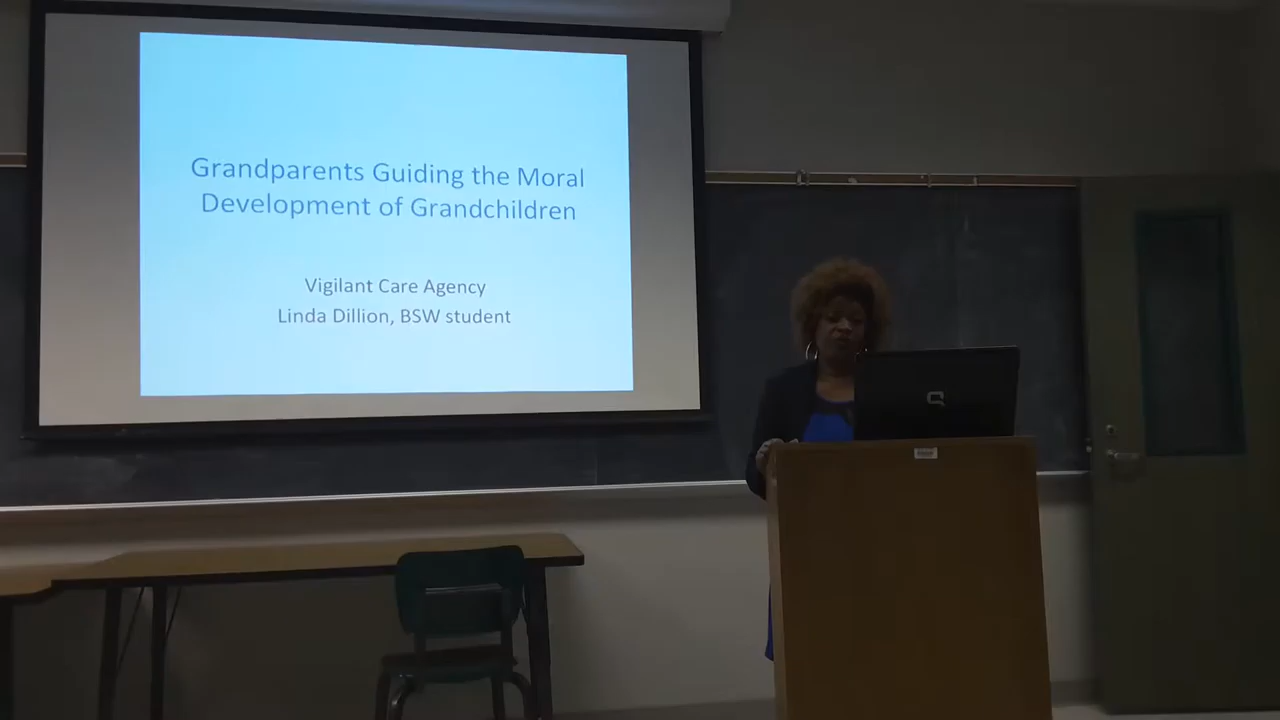 Grandparents Guiding the Moral
Development of Grandchildren
Vigilant Care Agency
Linda Dillion, BSW student